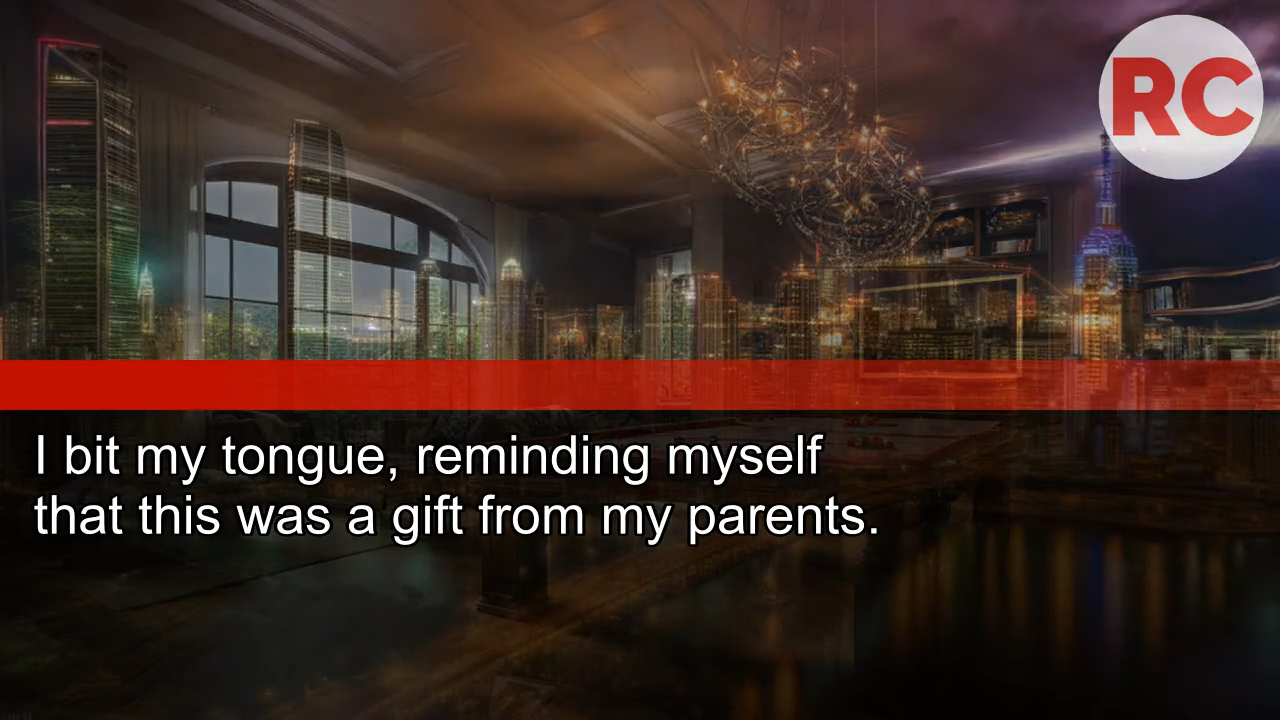 RC
I bit my tongue, reminding myself
that this was a gift from my parents.